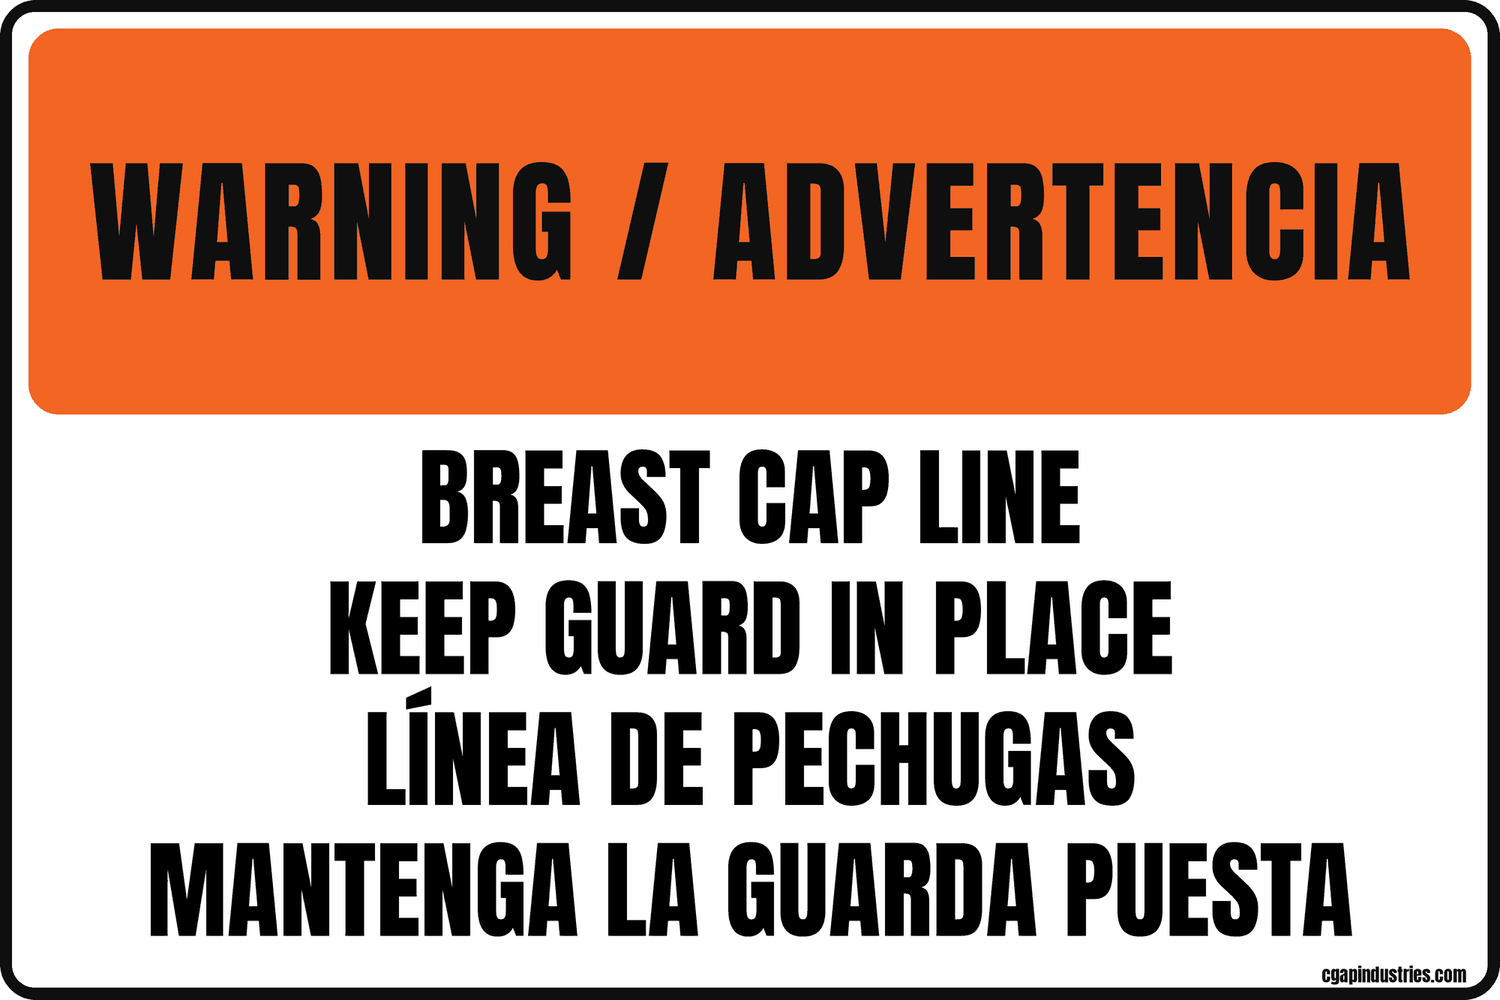 WARNING / ADVERTENCIA
BREAST CAP LINE
KEEP GUARD IN PLACE
LÍNEA DE PECHUGAS
MANTENGA LA GUARDA PUESTA
cgapindustries.com